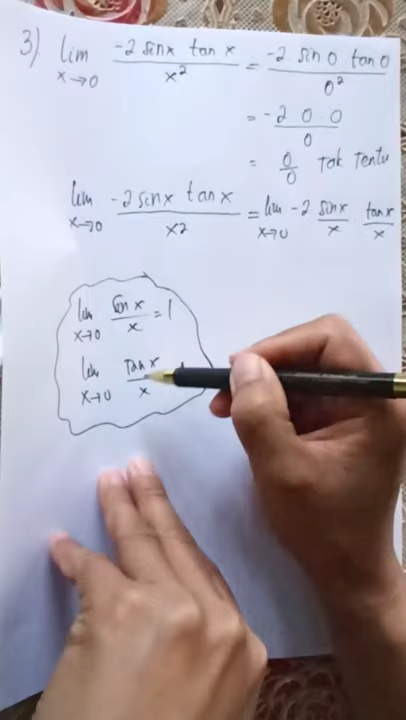 3) lim x→0 -2 sin x tan x / x² = -2 sin 0 . tan 0 / 0²
= -2 0 . 0 / 0
= 0/0 Tak Tentu
lim x→0 -2 sin x tan x / x² = lim x→0 -2 sin x / x . tan x / x
lim x→0 sin x / x = 1
lim x→0 Tan x / x